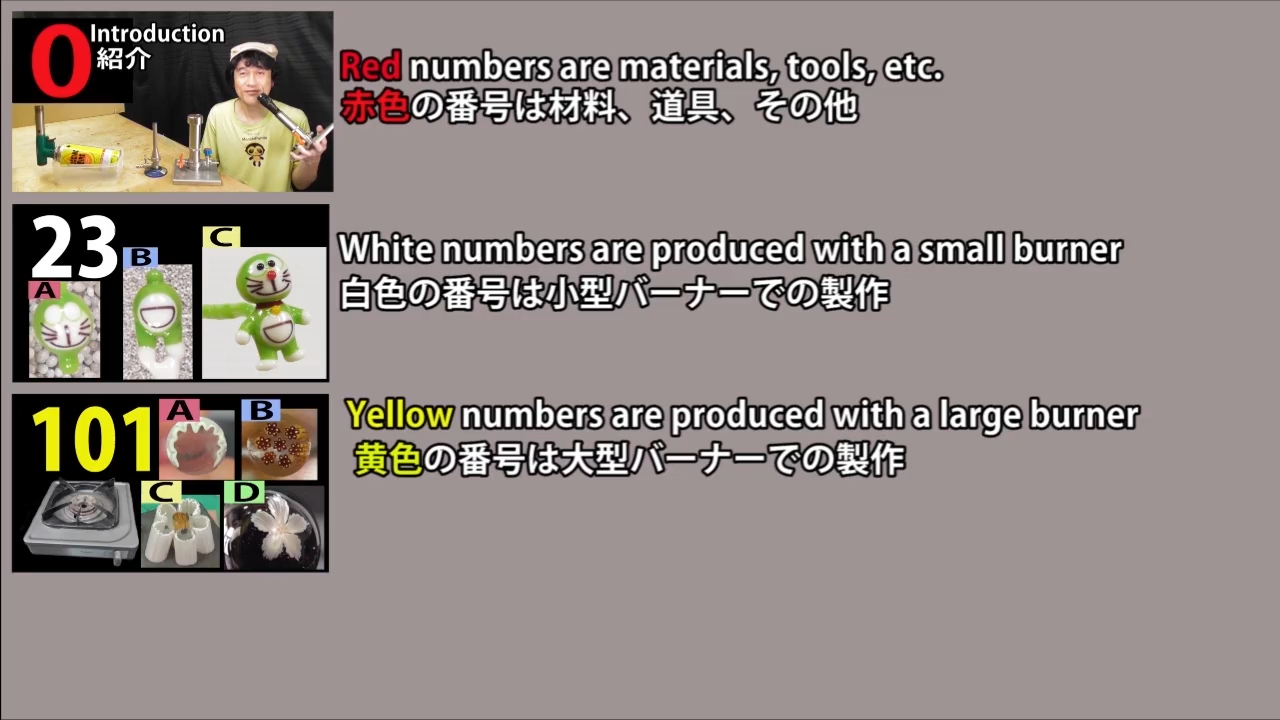 0
Introduction
紹介
Red numbers are materials, tools, etc.
赤色の番号は材料、道具、その他
23
A
B
C
White numbers are produced with a small burner
白色の番号は小型バーナーでの製作
101
A
B
C
D
Yellow numbers are produced with a large burner
黄色の番号は大型バーナーでの製作